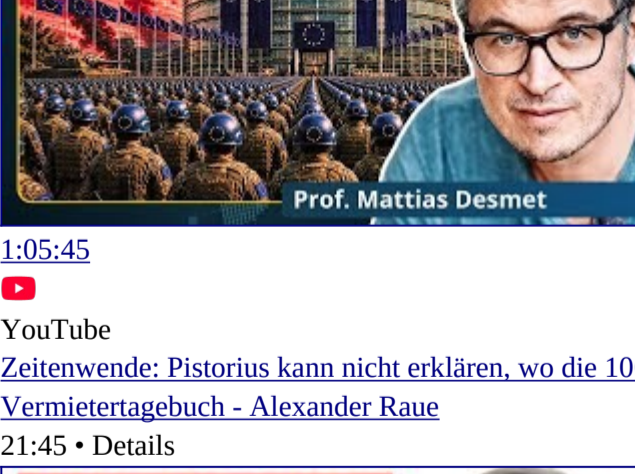 Prof. Mattias Desmet
1:05:45
YouTube
Zeitenwende: Pistorius kann nicht erklären, wo die 10
Vermietertagebuch - Alexander Raue
21:45 • Details